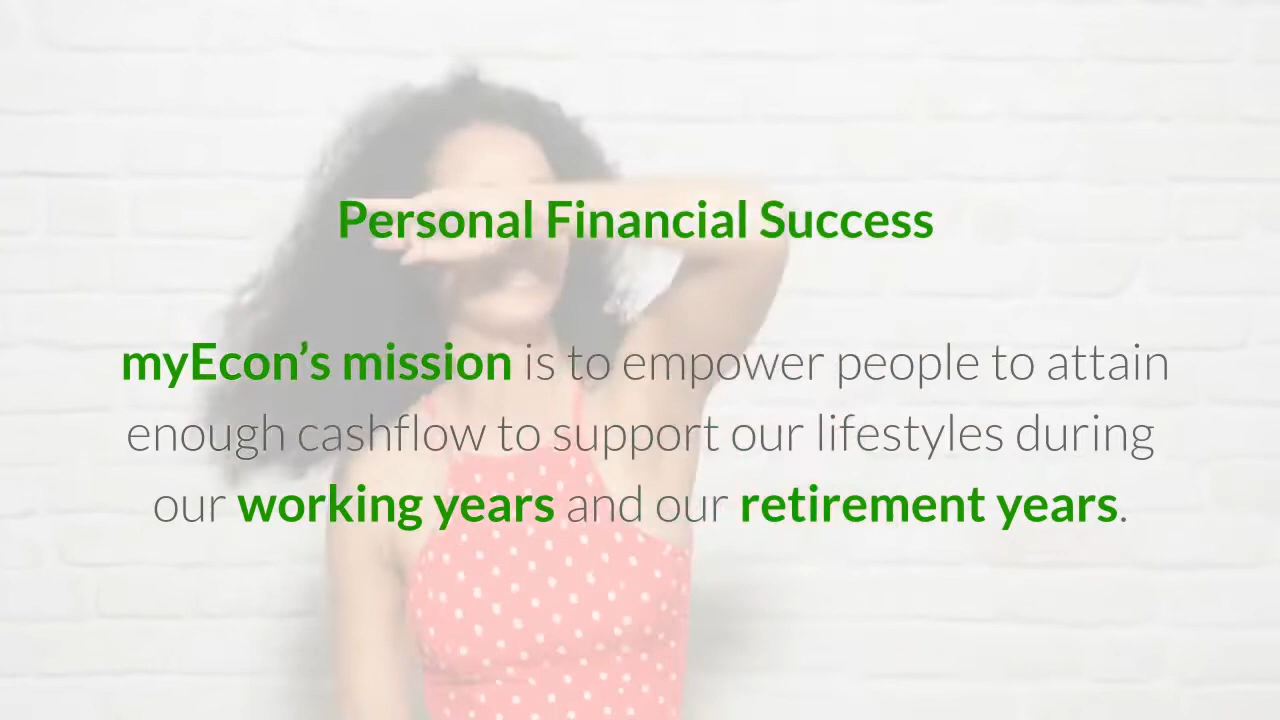 Personal Financial Success
myEcon’s mission is to empower people to attain
enough cashflow to support our lifestyles during
our working years and our retirement years.